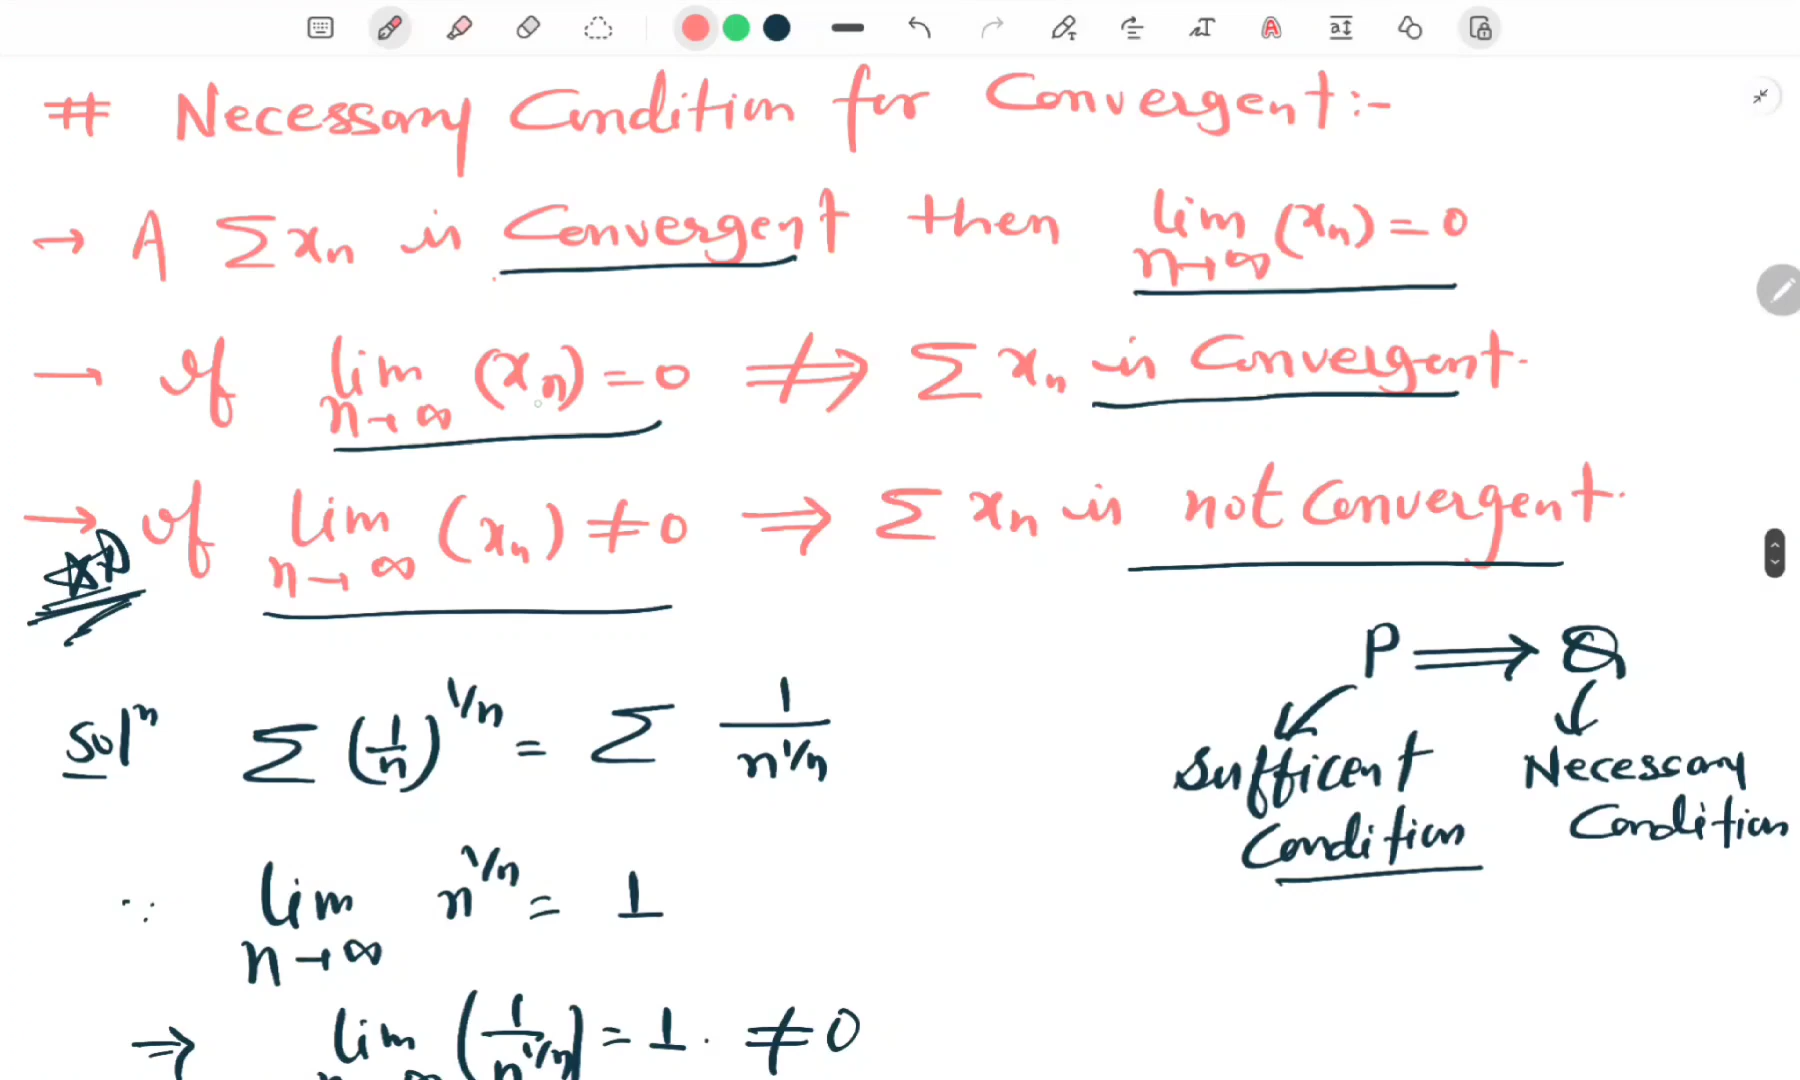 # Necessary Condition for Convergent:-
→ A Σxn is Convergent then lim n→∞ (xn) = 0
→ If lim n→∞ (xn) = 0 ⇏ Σ xn is Convergent.
→ If lim n→∞ (xn) ≠ 0 ⇒ Σ xn is not Convergent.
P ⟹ Q
Sufficent Condition
Necessary Condition
Solⁿ Σ (1/n)^1/n = Σ 1/n^1/n
∵ lim n→∞ n^1/n = 1
⇒ lim n→∞ (1/n^1/n) = 1. ≠ 0